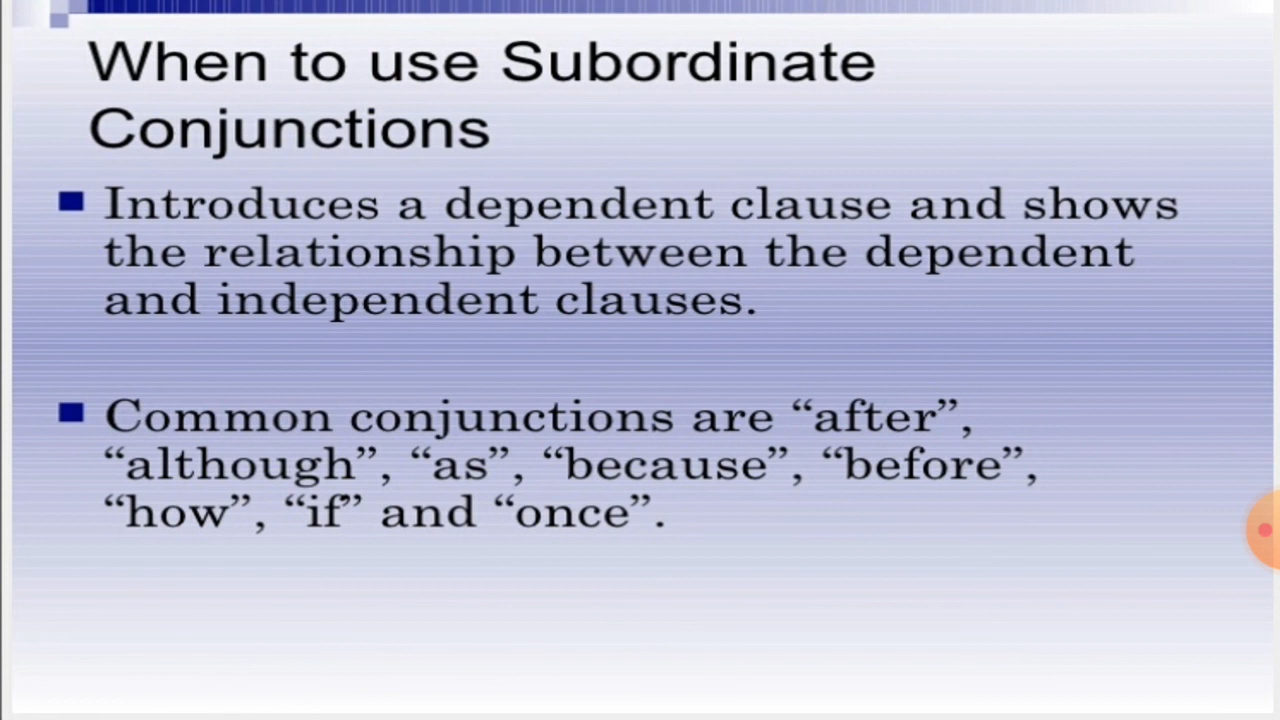 When to use Subordinate
Conjunctions
Introduces a dependent clause and shows
the relationship between the dependent
and independent clauses.
Common conjunctions are “after”,
“although”, “as”, “because”, “before”,
“how”, “if” and “once”.